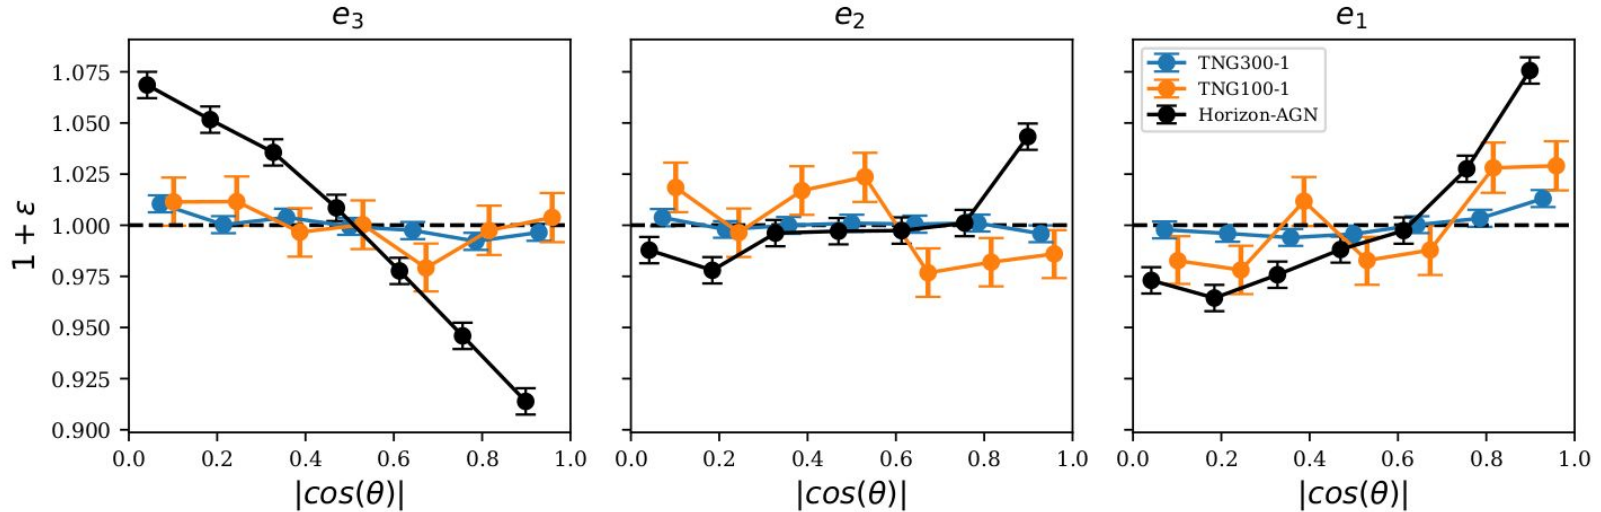 e3 e2 e1
1.075
1.050
1.025
1.000
0.975
0.950
0.925
0.900
1 + ε
TNG300-1
TNG100-1
Horizon-AGN
0.0 0.2 0.4 0.6 0.8 1.0
0.0 0.2 0.4 0.6 0.8 1.0
0.0 0.2 0.4 0.6 0.8 1.0
|cos(θ)| |cos(θ)| |cos(θ)|